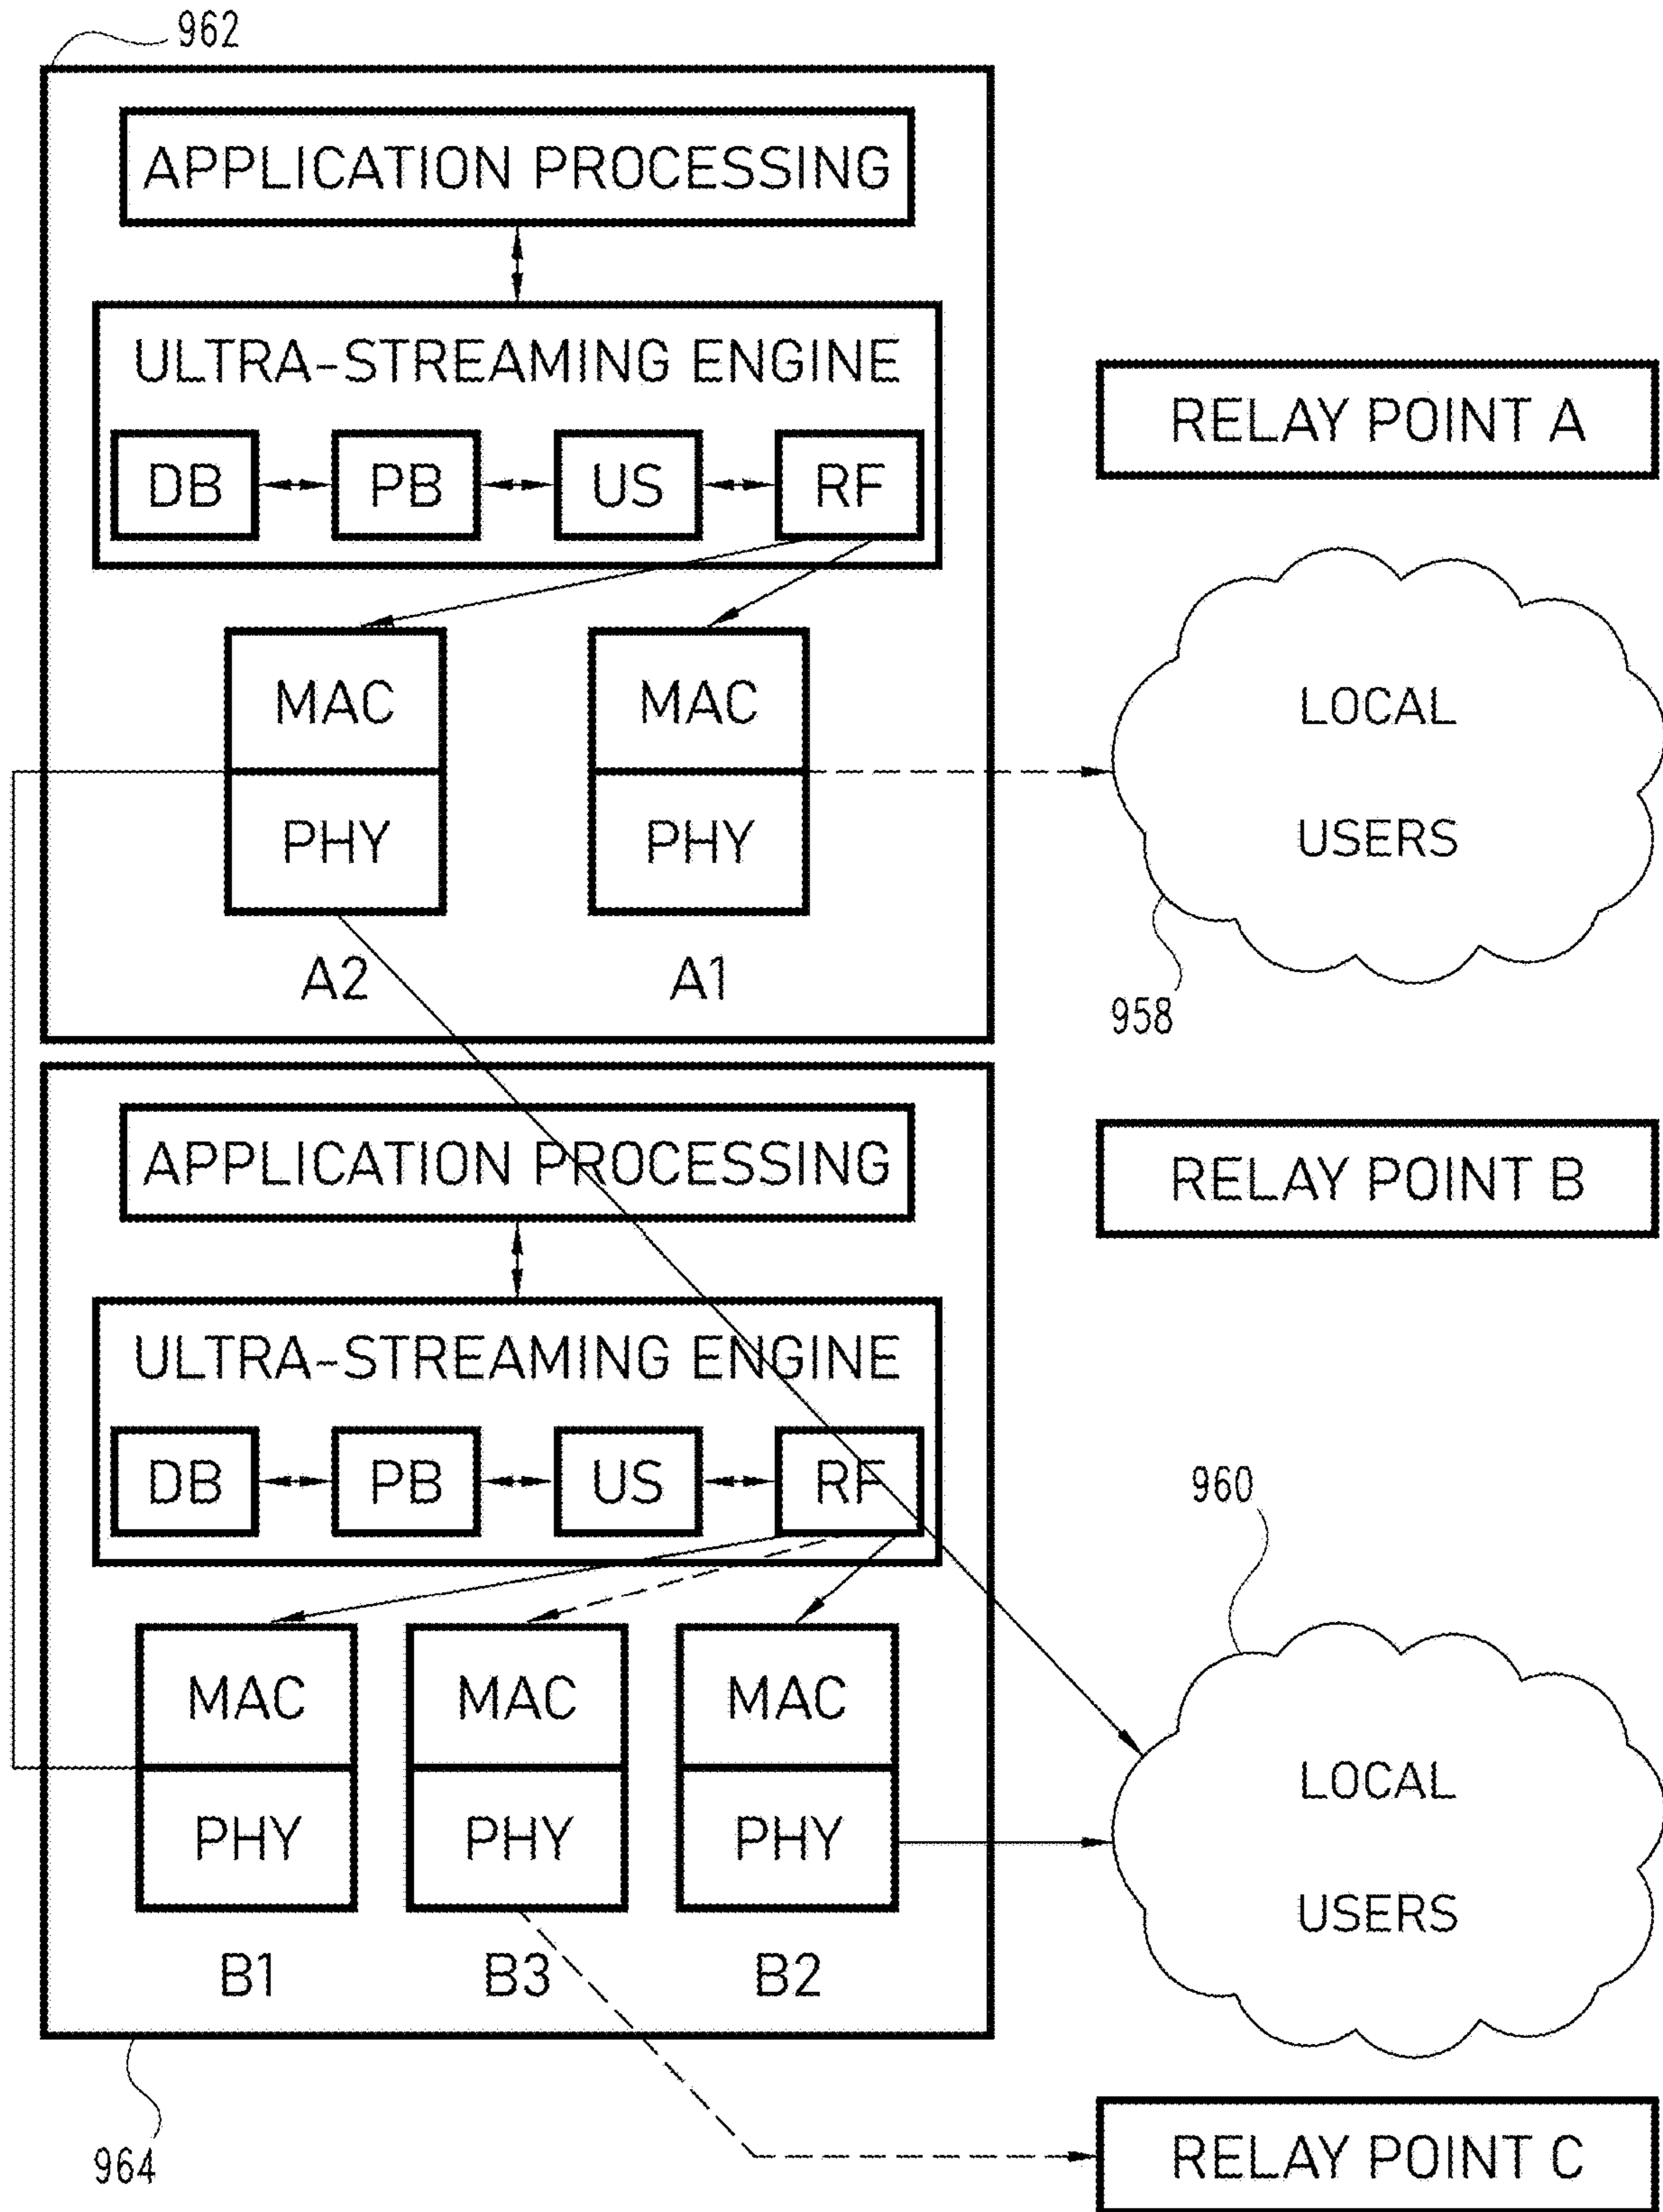 962
APPLICATION PROCESSING
ULTRA-STREAMING ENGINE
DB PB US RF
MAC MAC
PHY PHY
A2 A1
RELAY POINT A
LOCAL
USERS
958
APPLICATION PROCESSING
ULTRA-STREAMING ENGINE
DB PB US RF
MAC MAC MAC
PHY PHY PHY
B1 B3 B2
964
RELAY POINT B
960
LOCAL
USERS
RELAY POINT C